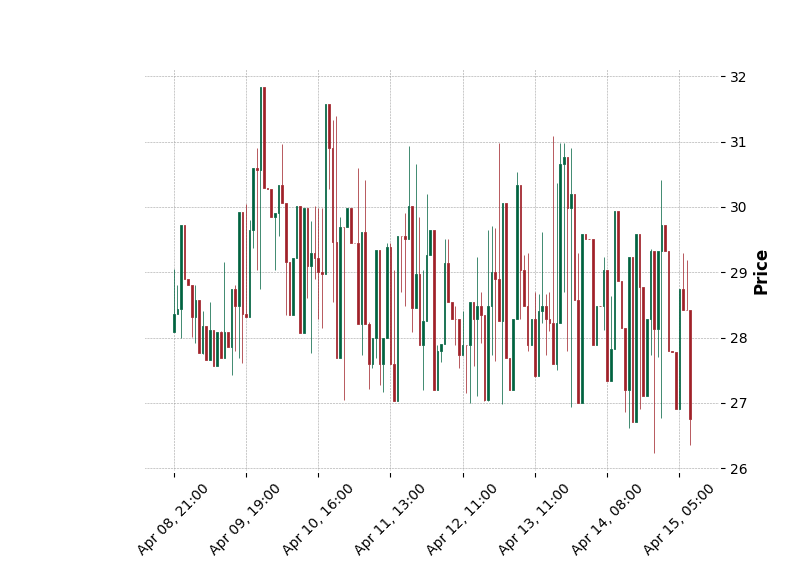 32
31
30
29
28
27
26
Price
Apr 08, 21:00
Apr 09, 19:00
Apr 10, 16:00
Apr 11, 13:00
Apr 12, 11:00
Apr 13, 11:00
Apr 14, 08:00
Apr 15, 05:00